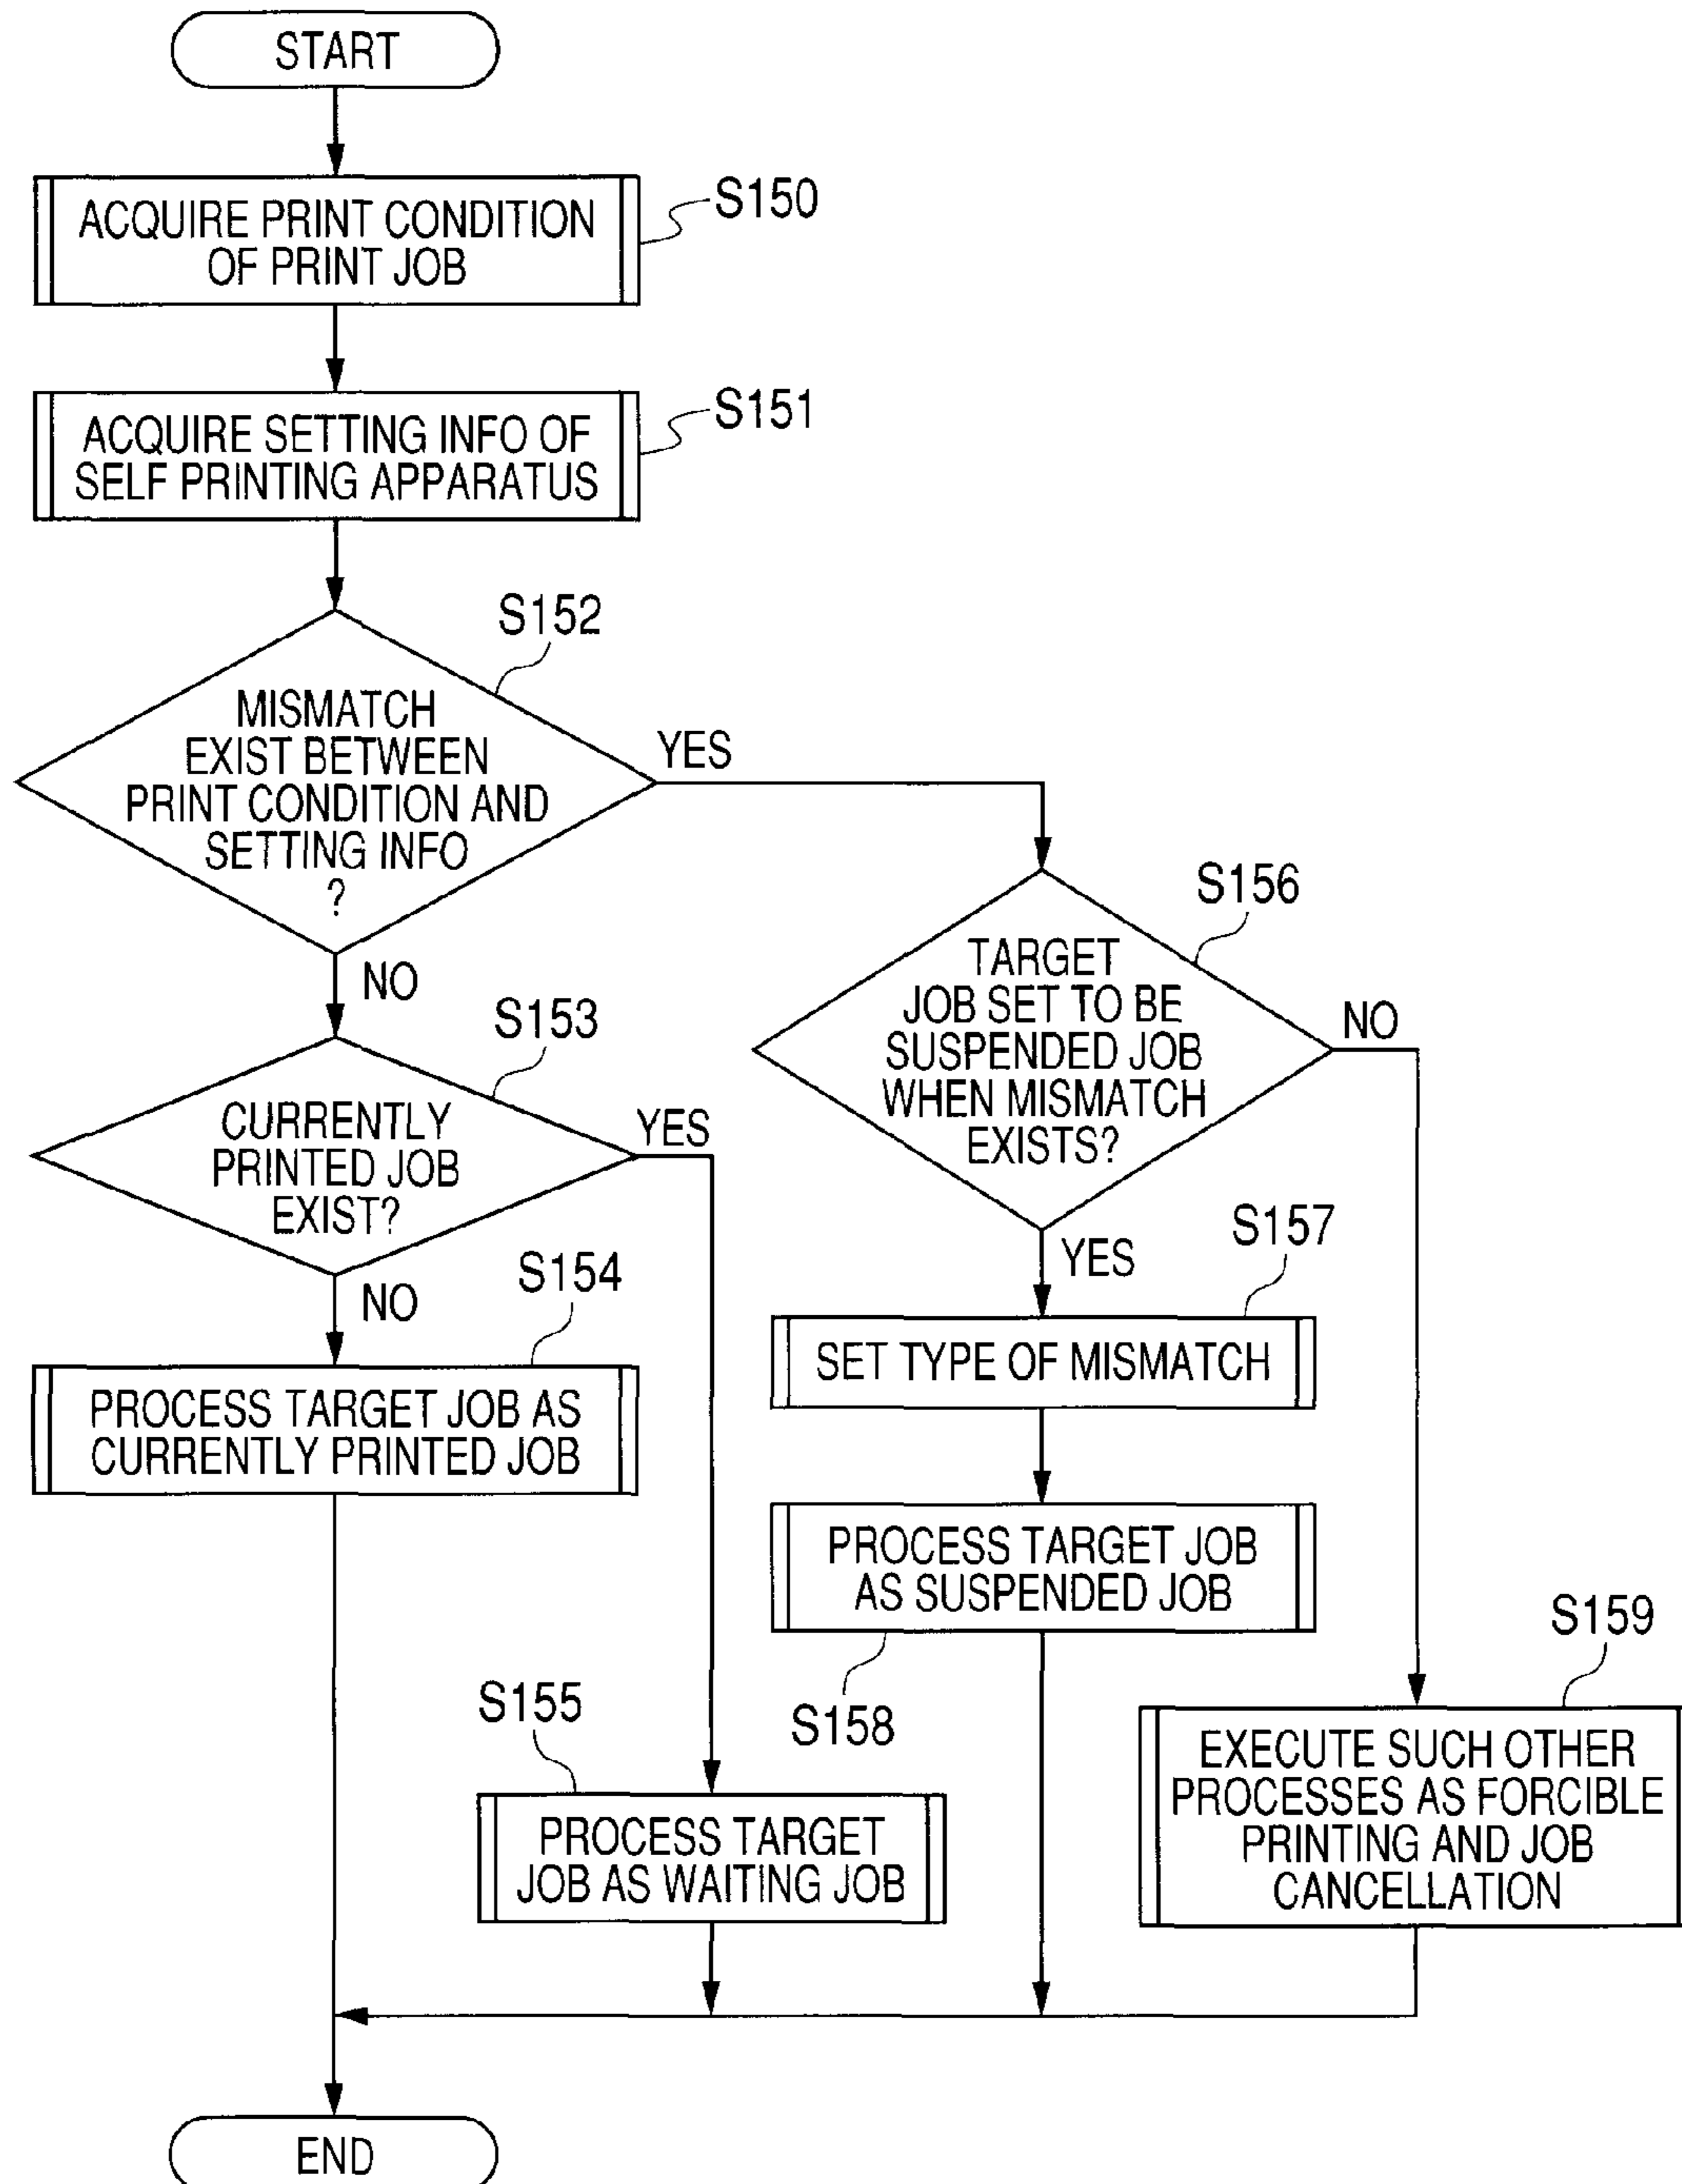 START
ACQUIRE PRINT CONDITION
OF PRINT JOB
S150
ACQUIRE SETTING INFO OF
SELF PRINTING APPARATUS
S151
S152
MISMATCH
EXIST BETWEEN
PRINT CONDITION AND
SETTING INFO
?
YES
NO
S153
CURRENTLY
PRINTED JOB
EXIST?
YES
NO
S154
PROCESS TARGET JOB AS
CURRENTLY PRINTED JOB
S155
PROCESS TARGET
JOB AS WAITING JOB
S156
TARGET
JOB SET TO BE
SUSPENDED JOB
WHEN MISMATCH
EXISTS?
NO
YES
S157
SET TYPE OF MISMATCH
PROCESS TARGET JOB
AS SUSPENDED JOB
S158
S159
EXECUTE SUCH OTHER
PROCESSES AS FORCIBLE
PRINTING AND JOB
CANCELLATION
END